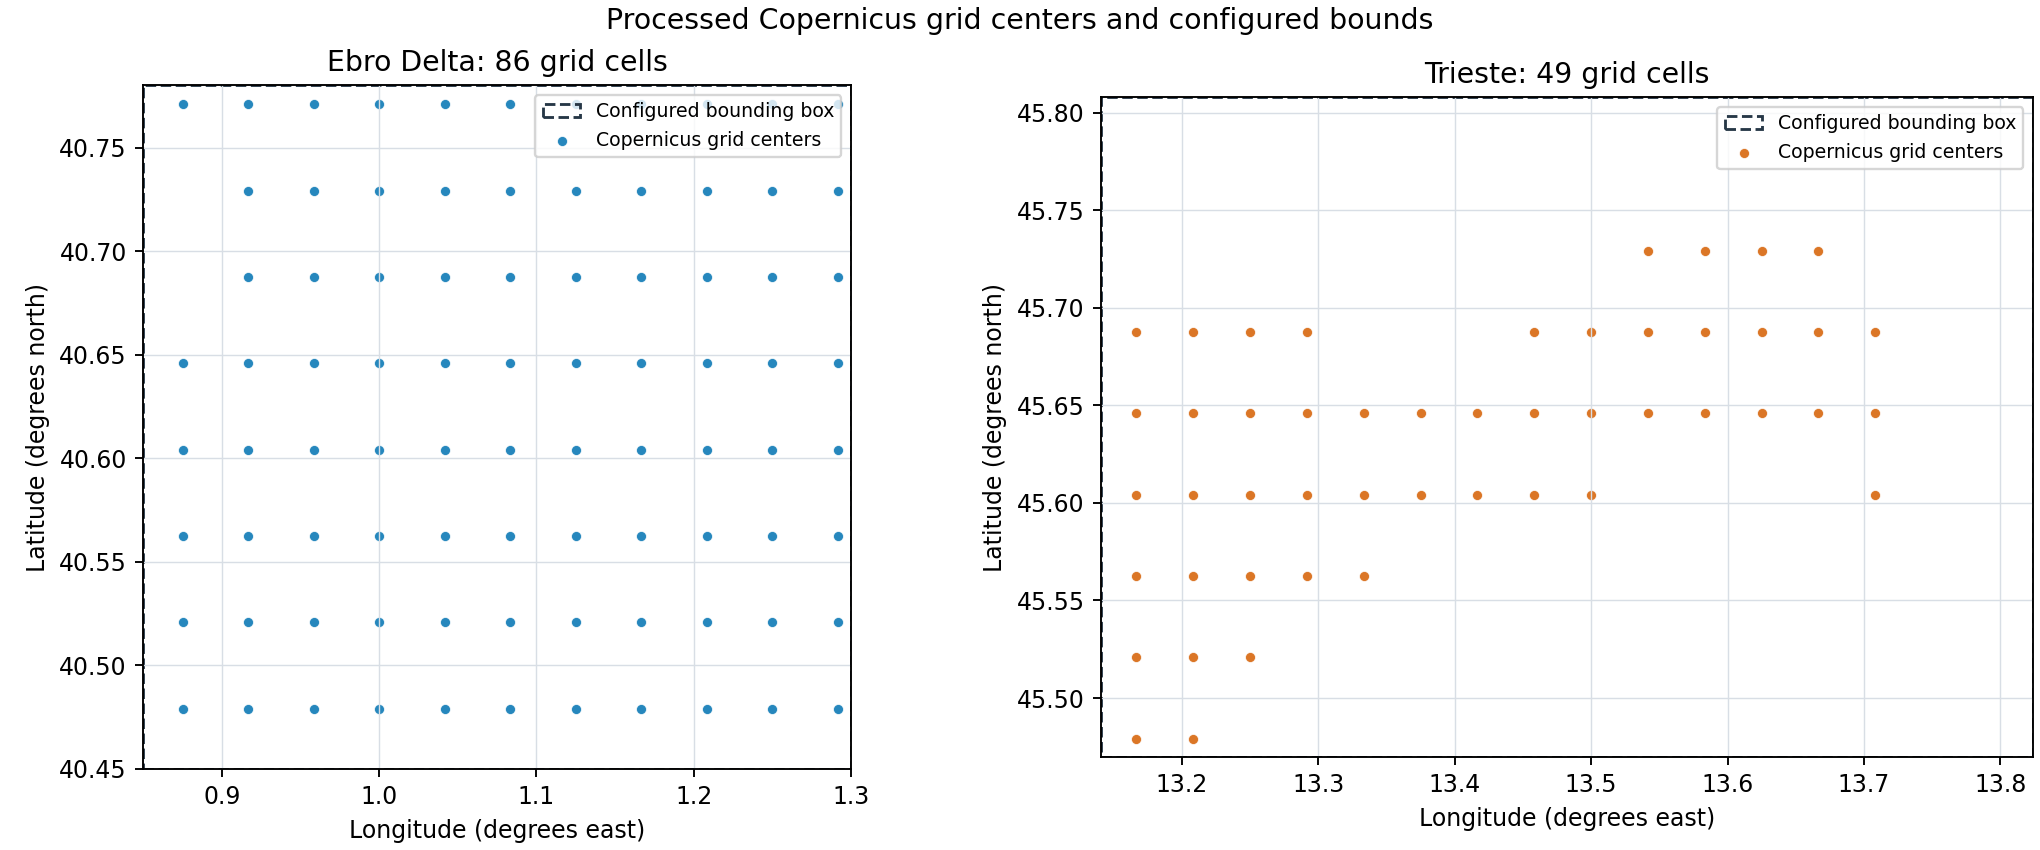 Processed Copernicus grid centers and configured bounds
Ebro Delta: 86 grid cells
Configured bounding box
Copernicus grid centers
40.75
40.70
40.65
40.60
40.55
40.50
40.45
Latitude (degrees north)
0.9 1.0 1.1 1.2 1.3
Longitude (degrees east)
Trieste: 49 grid cells
Configured bounding box
Copernicus grid centers
45.80
45.75
45.70
45.65
45.60
45.55
45.50
Latitude (degrees north)
13.2 13.3 13.4 13.5 13.6 13.7 13.8
Longitude (degrees east)